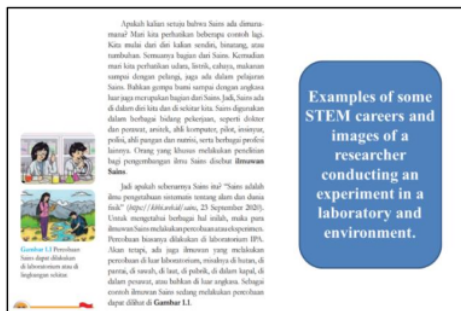 Apakah kalian setuju bahwa Sains ada dimana-
mana? Mari kita perhatikan beberapa contoh lagi.
Kita mulai dari diri kalian sendiri, binatang, atau
tumbuhan. Semuanya bagian dari Sains. Kemudian
mari kita perhatikan udara, listrik, cahaya, makanan
sampai dengan pelangi, juga ada dalam pelajaran
Sains. Bahkan gempa bumi sampai dengan angkasa
luar juga merupakan bagian dari Sains. Jadi, Sains ada
di dalam diri kita dan di sekitar kita. Sains digunakan
dalam berbagai bidang pekerjaan, seperti dokter
dan perawat, arsitek, ahli komputer, pilot, insinyur,
polisi, ahli pangan dan nutrisi, serta berbagai profesi
lainnya. Orang yang khusus melakukan penelitian
bagi pengembangan ilmu Sains disebut ilmuwan
Sains.
Jadi apakah sebenarnya Sains itu? "Sains adalah
ilmu pengetahuan sistematis tentang alam dan dunia
fisik" (https://kbbi.web.id/sains, 25 September 2020).
Untuk mengetahui berbagai hal inilah, maka para
ilmuwan Sains melakukan percobaan atau eksperimen.
Percobaan biasanya dilakukan di laboratorium IPA.
Akan tetapi, ada juga ilmuwan yang melakukan
percobaan di luar laboratorium, misalnya di hutan, di
pantai, di sawah, di laut, di pabrik, di dalam kapal, di
dalam pesawat, atau bahkan di luar angkasa. Sebagai
contoh ilmuwan Sains sedang melakukan percobaan
dapat dilihat di Gambar 1.1.
Gambar 1.1 Percobaan
Sains dapat dilakukan
di laboratorium atau di
lingkungan sekitar.
Examples of some
STEM careers and
images of a
researcher
conducting an
experiment in a
laboratory and
environment.